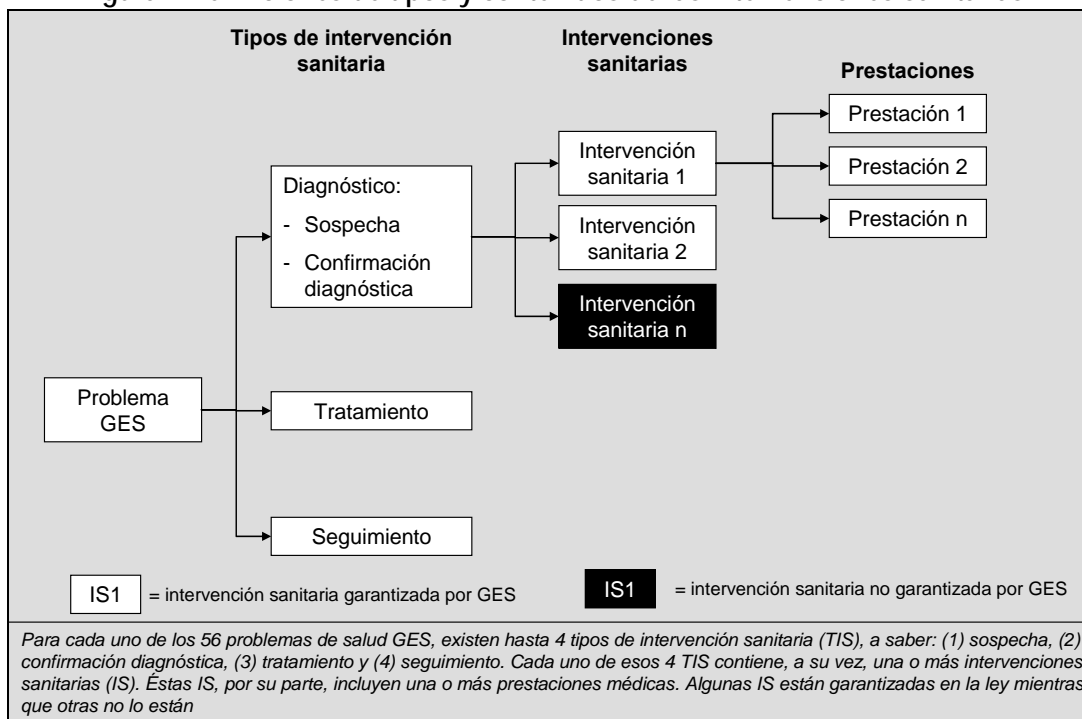 Tipos de intervención
sanitaria
Intervenciones
sanitarias
Prestaciones
Prestación 1
Prestación 2
Prestación n
Intervención
sanitaria 1
Intervención
sanitaria 2
Intervención
sanitaria n
Diagnóstico:
- Sospecha
- Confirmación
diagnóstica
Problema
GES
Tratamiento
Seguimiento
IS1 = intervención sanitaria garantizada por GES
IS1 = intervención sanitaria no garantizada por GES
Para cada uno de los 56 problemas de salud GES, existen hasta 4 tipos de intervención sanitaria (TIS), a saber: (1) sospecha, (2)
confirmación diagnóstica, (3) tratamiento y (4) seguimiento. Cada uno de esos 4 TIS contiene, a su vez, una o más intervenciones
sanitarias (IS). Éstas IS, por su parte, incluyen una o más prestaciones médicas. Algunas IS están garantizadas en la ley mientras
que otras no lo están